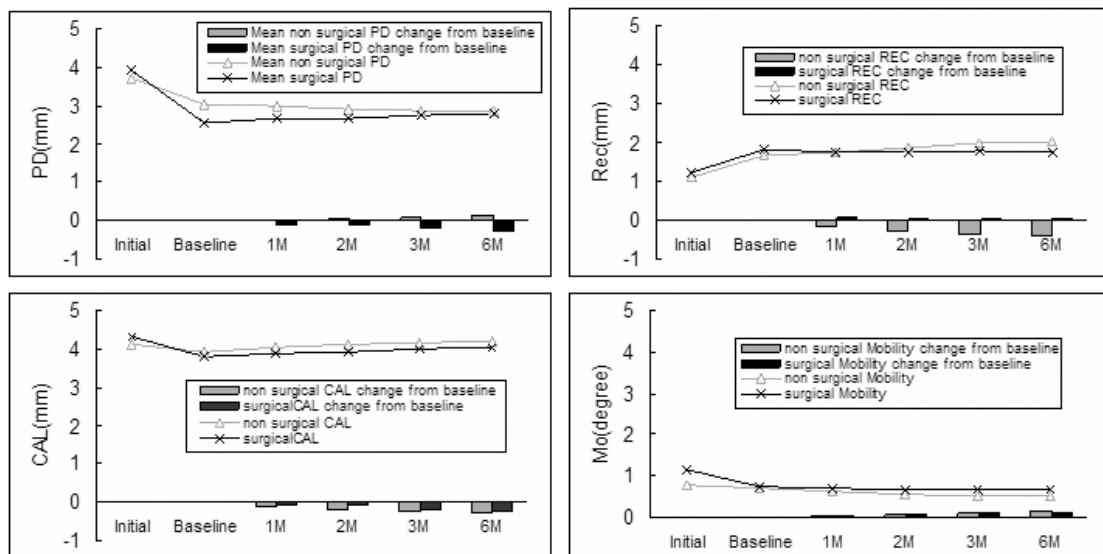 5
4
3
2
1
0
-1
PD(mm)
Mean non surgical PD change from baseline
Mean surgical PD change from baseline
Mean non surgical PD
Mean surgical PD
Initial Baseline 1M 2M 3M 6M
5
4
3
2
1
0
-1
Rec(mm)
non surgical REC change from baseline
surgical REC change from baseline
non surgical REC
surgical REC
Initial Baseline 1M 2M 3M 6M
5
4
3
2
1
0
-1
CAL(mm)
non surgical CAL change from baseline
surgicalCAL change from baseline
non surgical CAL
surgicalCAL
Initial Baseline 1M 2M 3M 6M
5
4
3
2
1
0
Mo(degree)
non surgical Mobility change from baseline
surgical Mobility change from baseline
non surgical Mobility
surgical Mobility
Initial Baseline 1M 2M 3M 6M